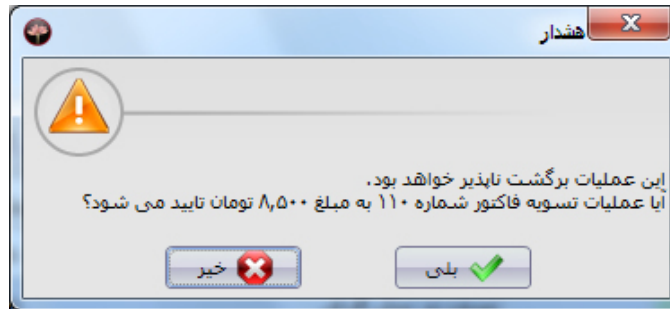 هشدار
این عملیات برگشت ناپذیر خواهد بود.
آیا عملیات تسویه فاکتور شماره ۱۱۰ به مبلغ ۸,۵۰۰ تومان تایید می شود؟
بلی
خیر